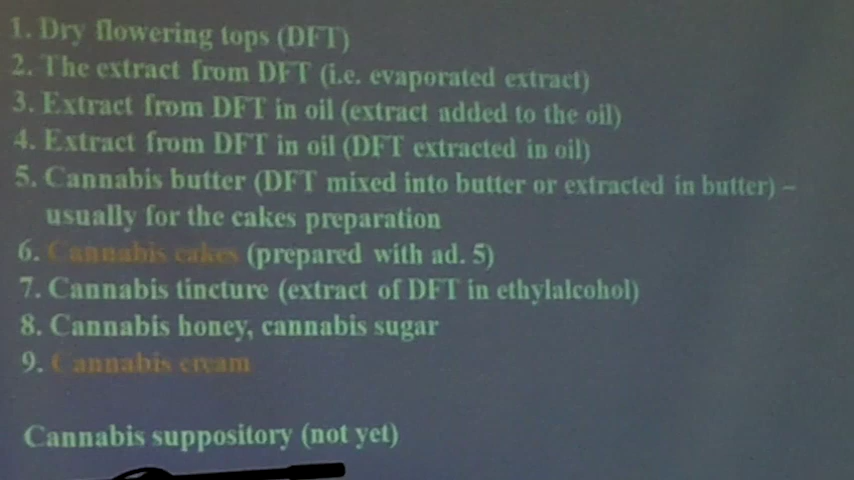 1. Dry flowering tops (DFT)
2. The extract from DFT (i.e. evaporated extract)
3. Extract from DFT in oil (extract added to the oil)
4. Extract from DFT in oil (DFT extracted in oil)
5. Cannabis butter (DFT mixed into butter or extracted in butter) –
usually for the cakes preparation
6. Cannabis cakes (prepared with ad. 5)
7. Cannabis tincture (extract of DFT in ethylalcohol)
8. Cannabis honey, cannabis sugar
9. Cannabis cream
Cannabis suppository (not yet)